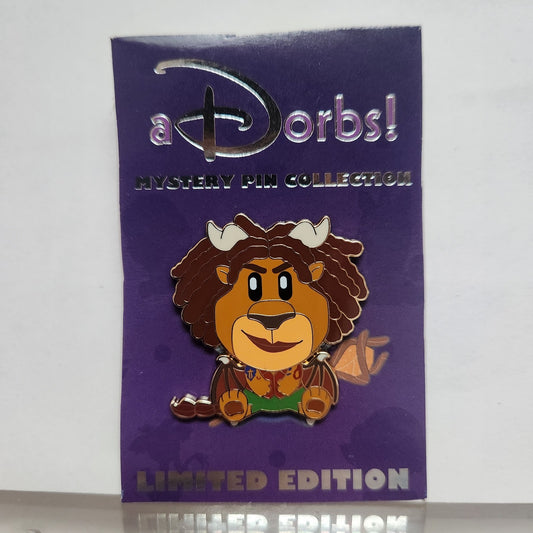 aDorbs!
MYSTERY PIN COLLECTION
LIMITED EDITION